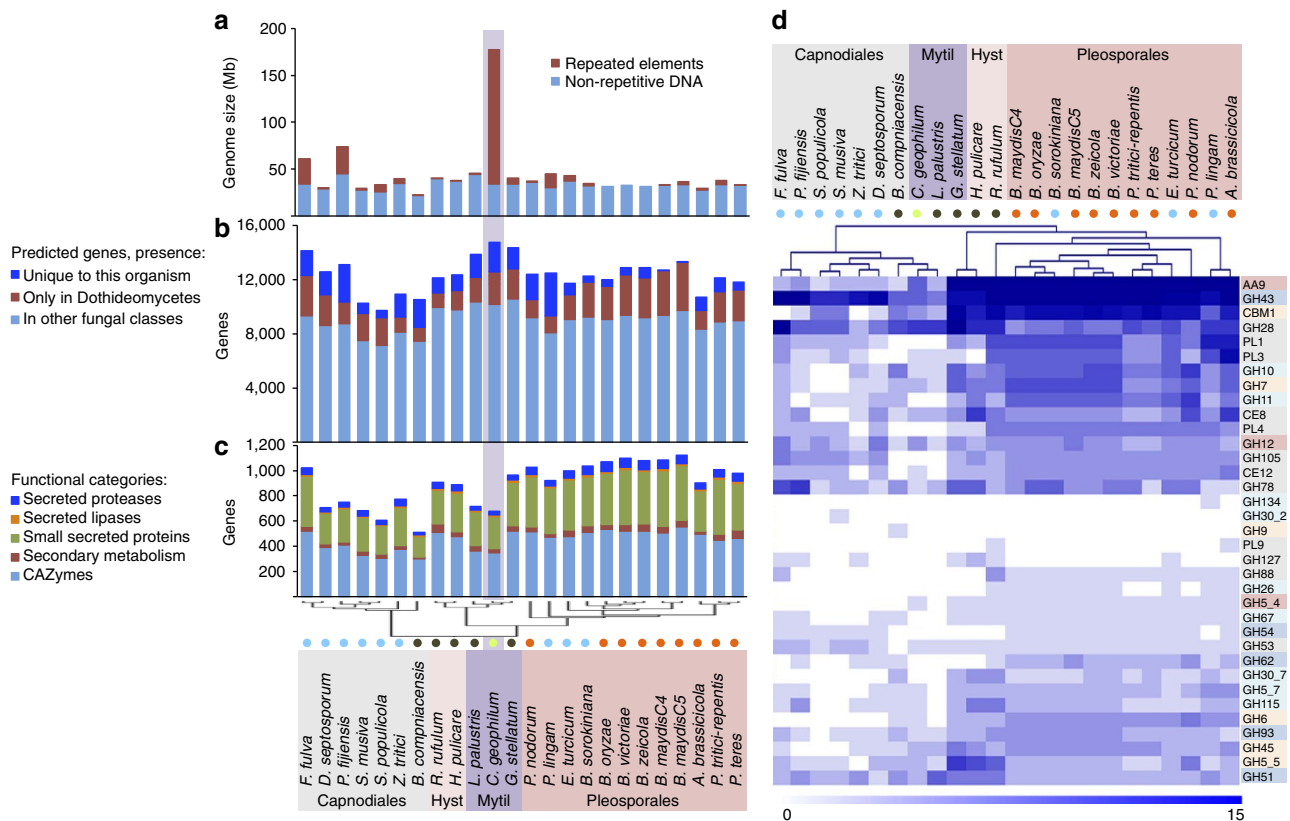 a
200
150
100
50
Genome size (Mb)
Repeated elements
Non-repetitive DNA
b
16,000
12,000
8,000
4,000
Genes
Predicted genes, presence:
Unique to this organism
Only in Dothideomycetes
In other fungal classes
c
1,200
1,000
800
600
400
200
Genes
Functional categories:
Secreted proteases
Secreted lipases
Small secreted proteins
Secondary metabolism
CAZymes
F. fulva
D. septosporum
P. fijiensis
S. musiva
S. populicola
Z. tritici
B. compniacensis
R. rufulum
H. pulicare
L. palustris
C. geophilum
G. stellatum
P. nodorum
P. lingam
E. turcicum
B. sorokiniana
B. oryzae
B. victoriae
B. zeicola
B. maydisC4
B. maydisC5
A. brassicicola
P. tritici-repentis
P. teres
Capnodiales
Hyst
Mytil
Pleosporales
d
Capnodiales
Mytil
Hyst
Pleosporales
F. fulva
P. fijiensis
S. populicola
S. musiva
Z. tritici
D. septosporum
B. compniacensis
C. geophilum
L. palustris
G. stellatum
H. pulicare
R. rufulum
B. maydisC4
B. oryzae
B. sorokiniana
B. maydisC5
B. zeicola
B. victoriae
P. tritici-repentis
P. teres
E. turcicum
P. nodorum
P. lingam
A. brassicicola
AA9
GH43
CBM1
GH28
PL1
PL3
GH10
GH7
GH11
CE8
PL4
GH12
GH105
CE12
GH78
GH134
GH30_2
GH9
PL9
GH127
GH88
GH26
GH5_4
GH67
GH54
GH53
GH62
GH30_7
GH5_7
GH115
GH6
GH93
GH45
GH5_5
GH51
0
15